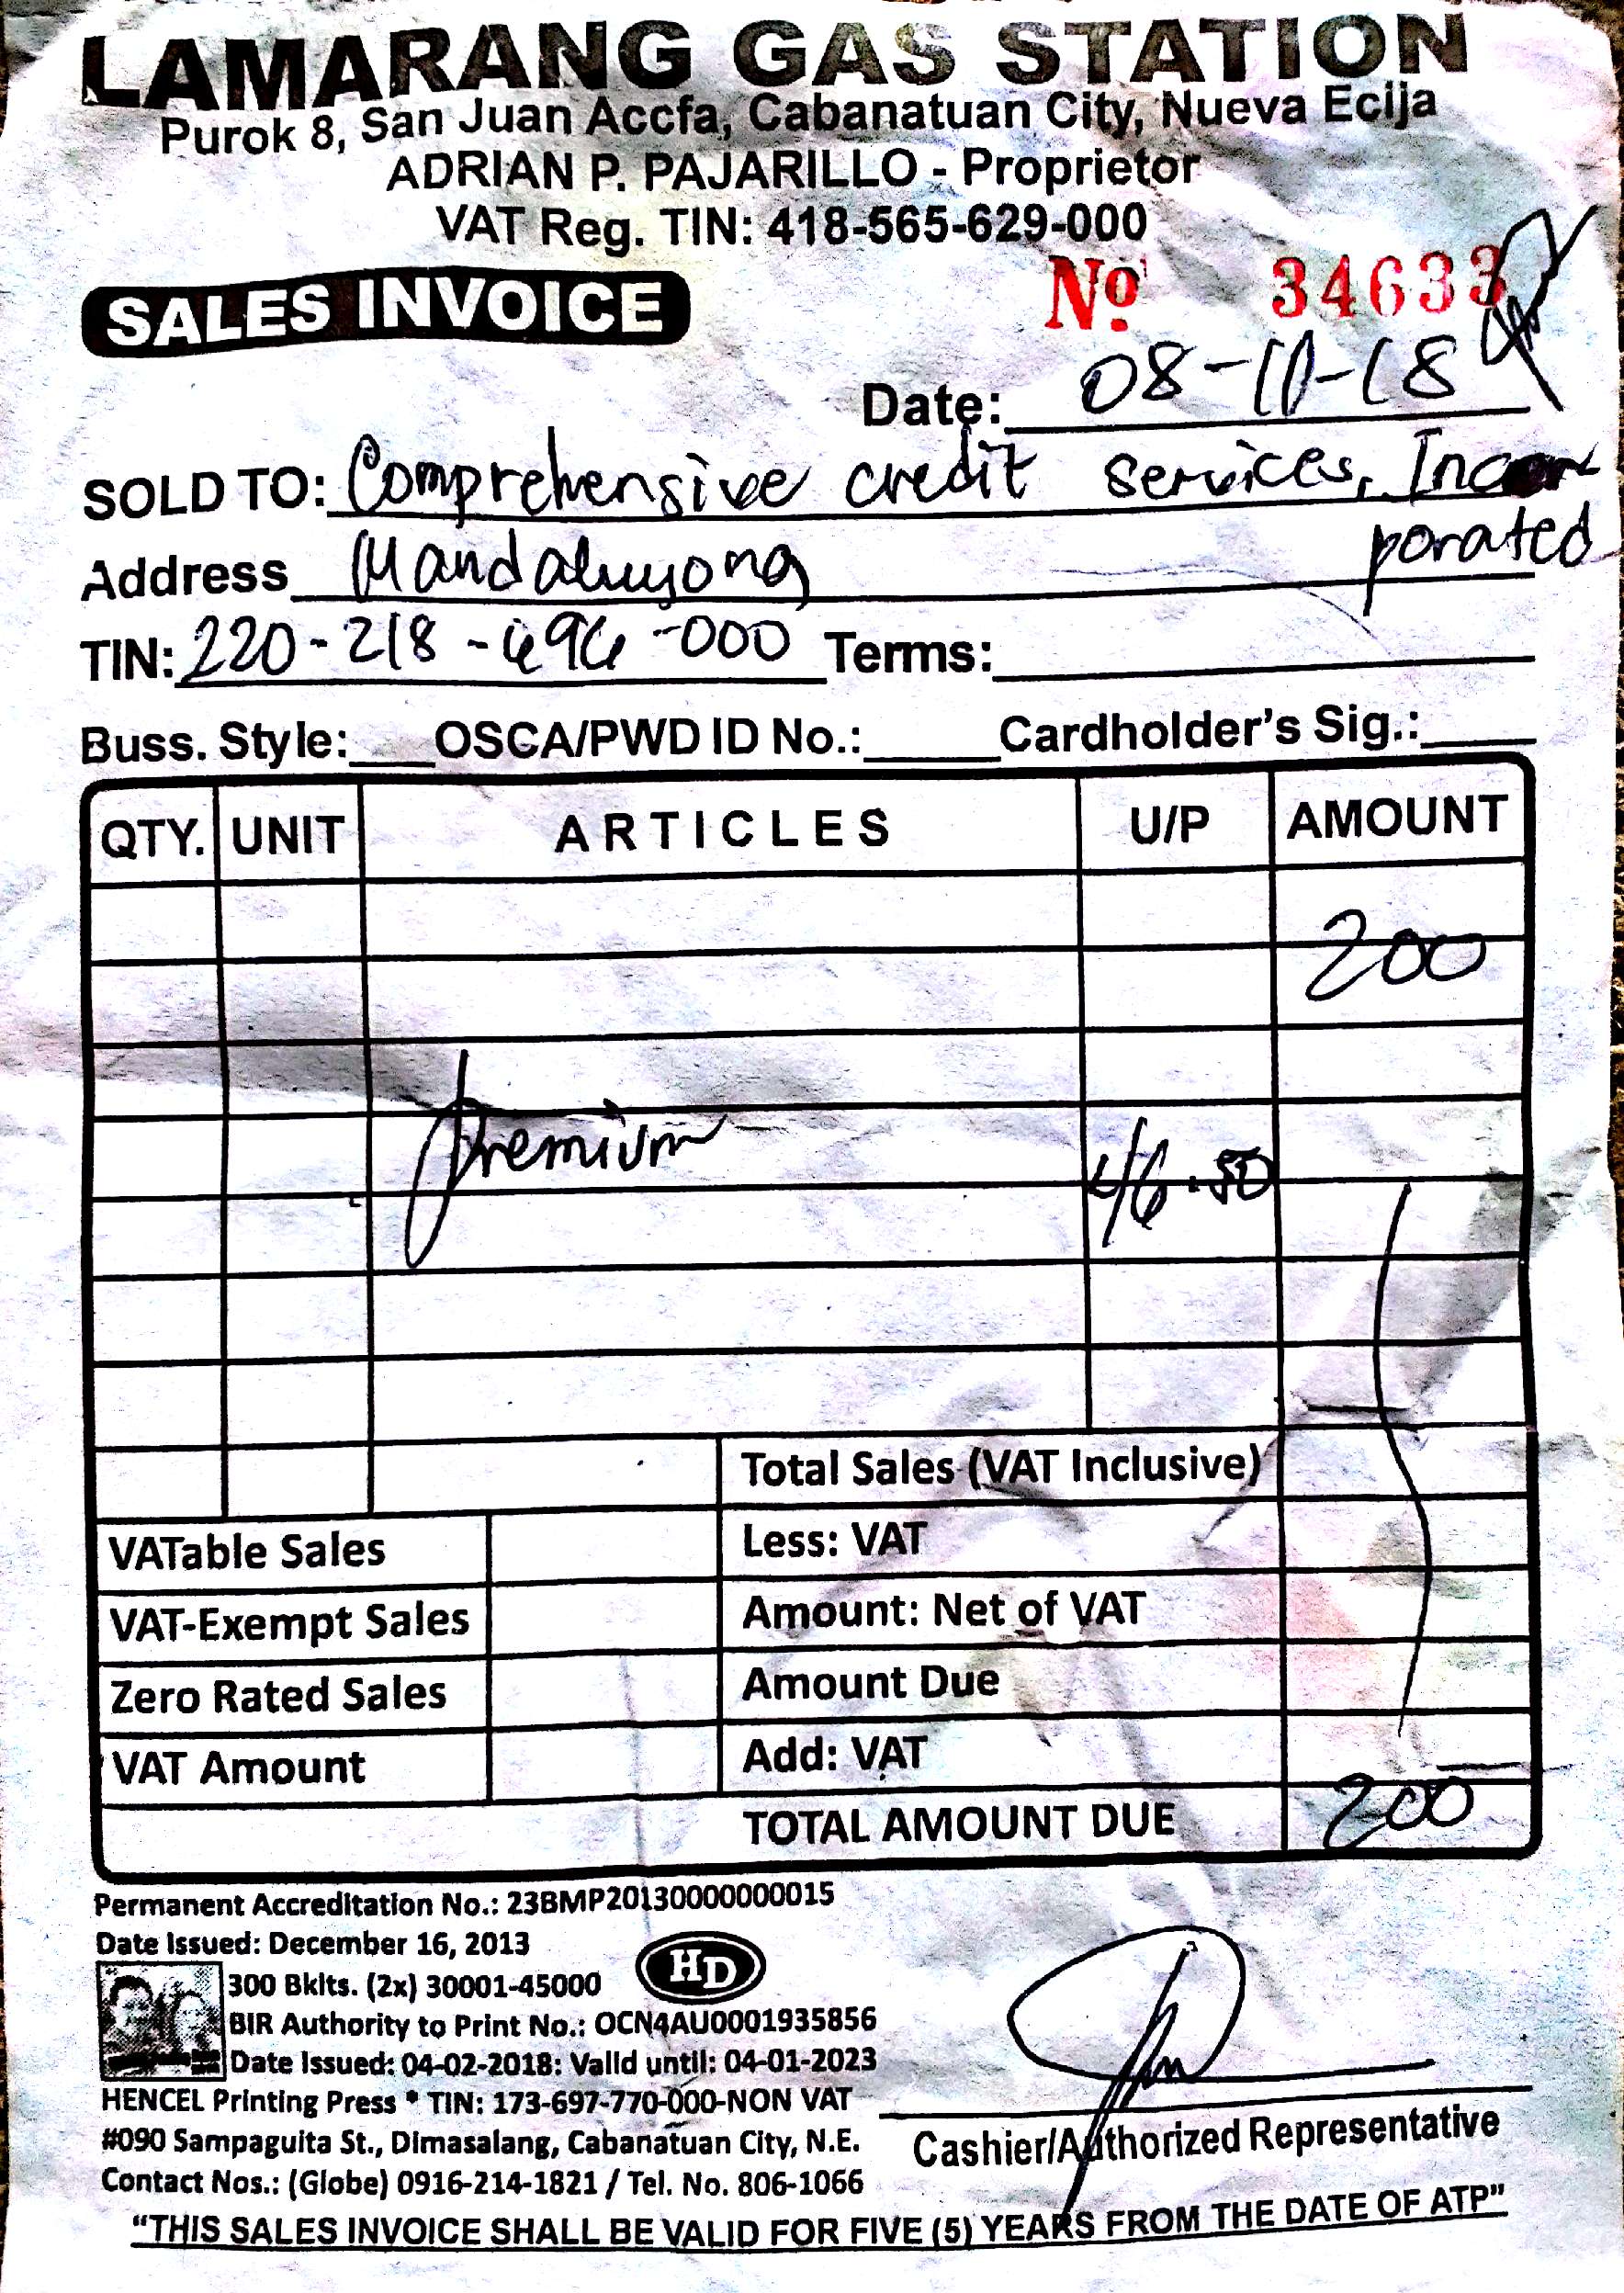 LAMARANG GAS STATION
Purok 8, San Juan Accfa, Cabanatuan City, Nueva Ecija
ADRIAN P. PAJARILLO - Proprietor
VAT Reg. TIN: 418-565-629-000
SALES INVOICE
№ 34633
Date:
SOLD TO: Comprehensive credit services, Incor
porated
Address Mandaluyong
TIN: 220-218- -000 Terms:
Buss. Style: OSCA/PWD ID No.: Cardholder's Sig.:
QTY. UNIT ARTICLES U/P AMOUNT
200
premium 46.50
Total Sales (VAT Inclusive)
VATable Sales Less: VAT
VAT-Exempt Sales Amount: Net of VAT
Zero Rated Sales Amount Due
VAT Amount Add: VAT
TOTAL AMOUNT DUE 200
Permanent Accreditation No.: 23BMP20130000000015
Date Issued: December 16, 2013
HD
300 Bklts. (2x) 30001-45000
BIR Authority to Print No.: OCN4AU0001935856
Date Issued: 04-02-2018: Valid until: 04-01-2023
HENCEL Printing Press * TIN: 173-697-770-000-NON VAT
#090 Sampaguita St., Dimasalang, Cabanatuan City, N.E.
Contact Nos.: (Globe) 0916-214-1821 / Tel. No. 806-1066
Cashier/Authorized Representative
"THIS SALES INVOICE SHALL BE VALID FOR FIVE (5) YEARS FROM THE DATE OF ATP"